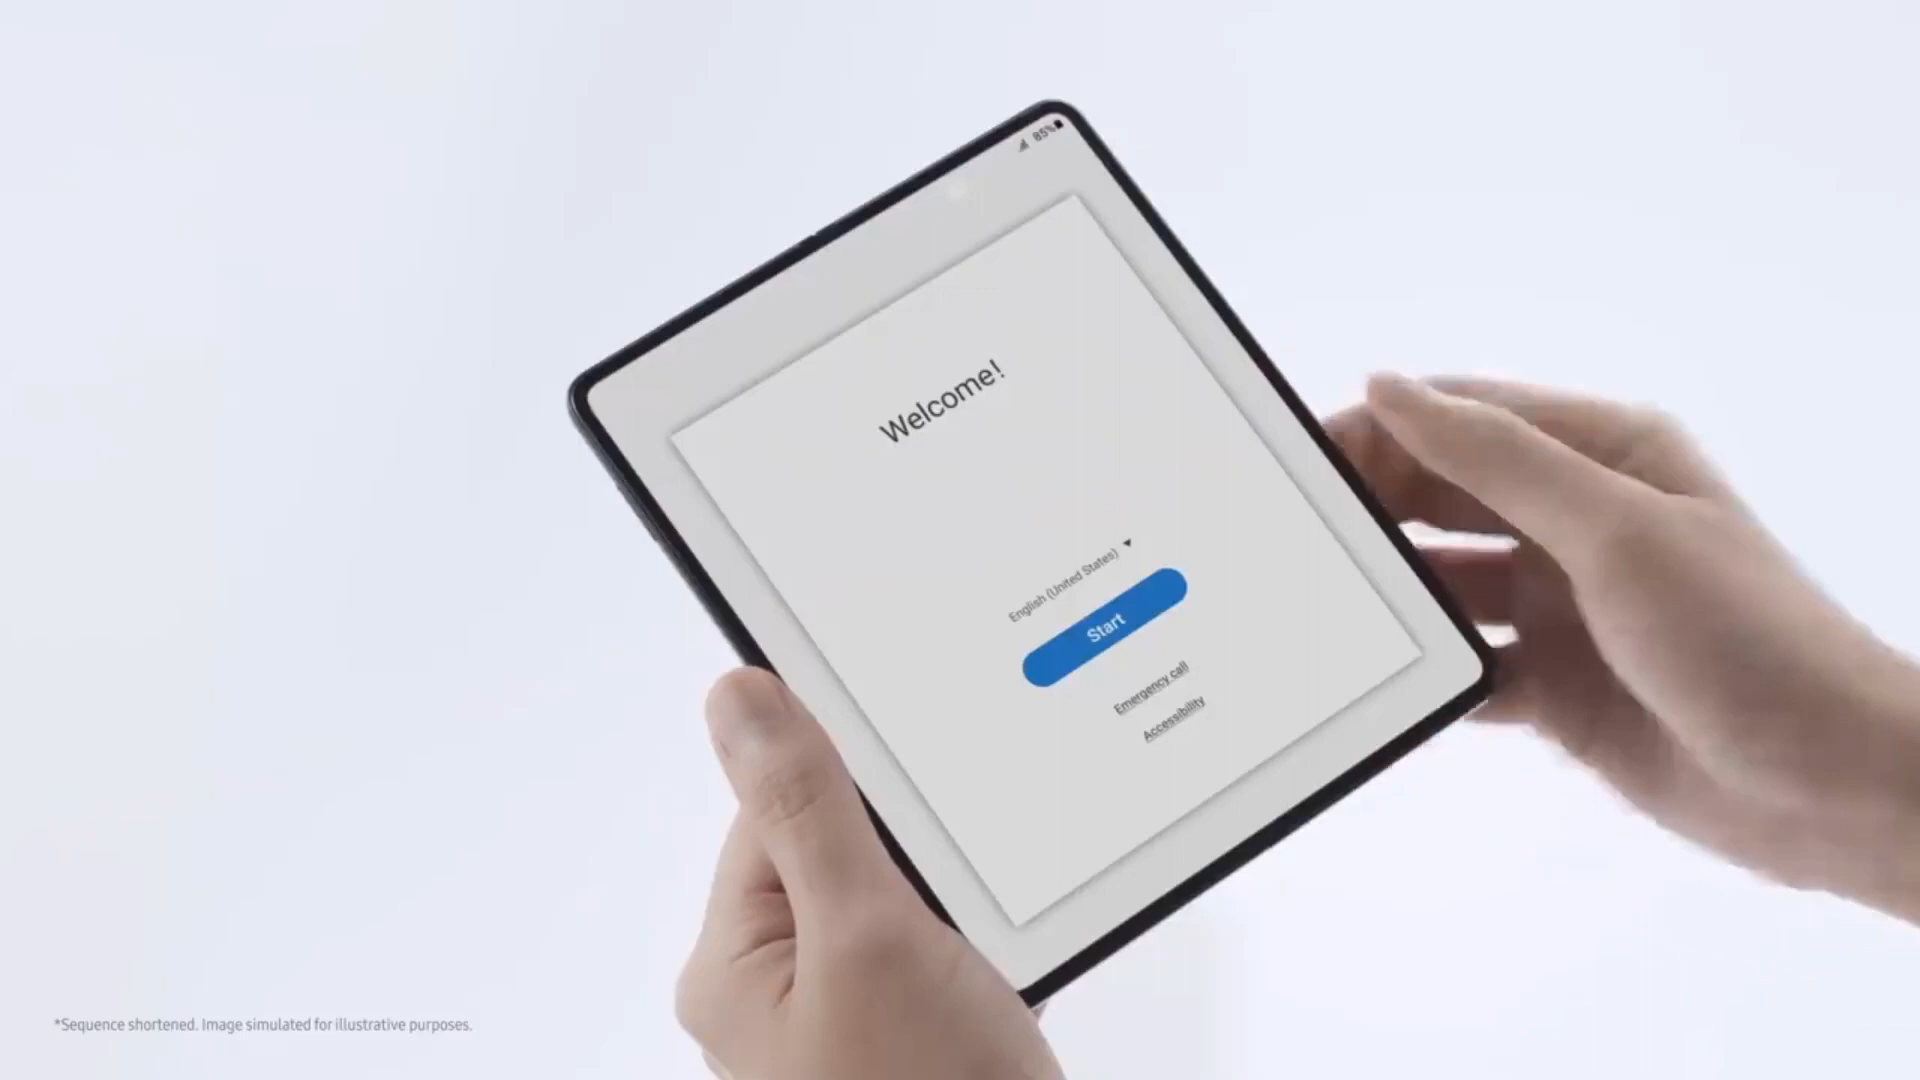 85%
Welcome!
English (United States)
Start
Emergency call
Accessibility
*Sequence shortened. Image simulated for illustrative purposes.